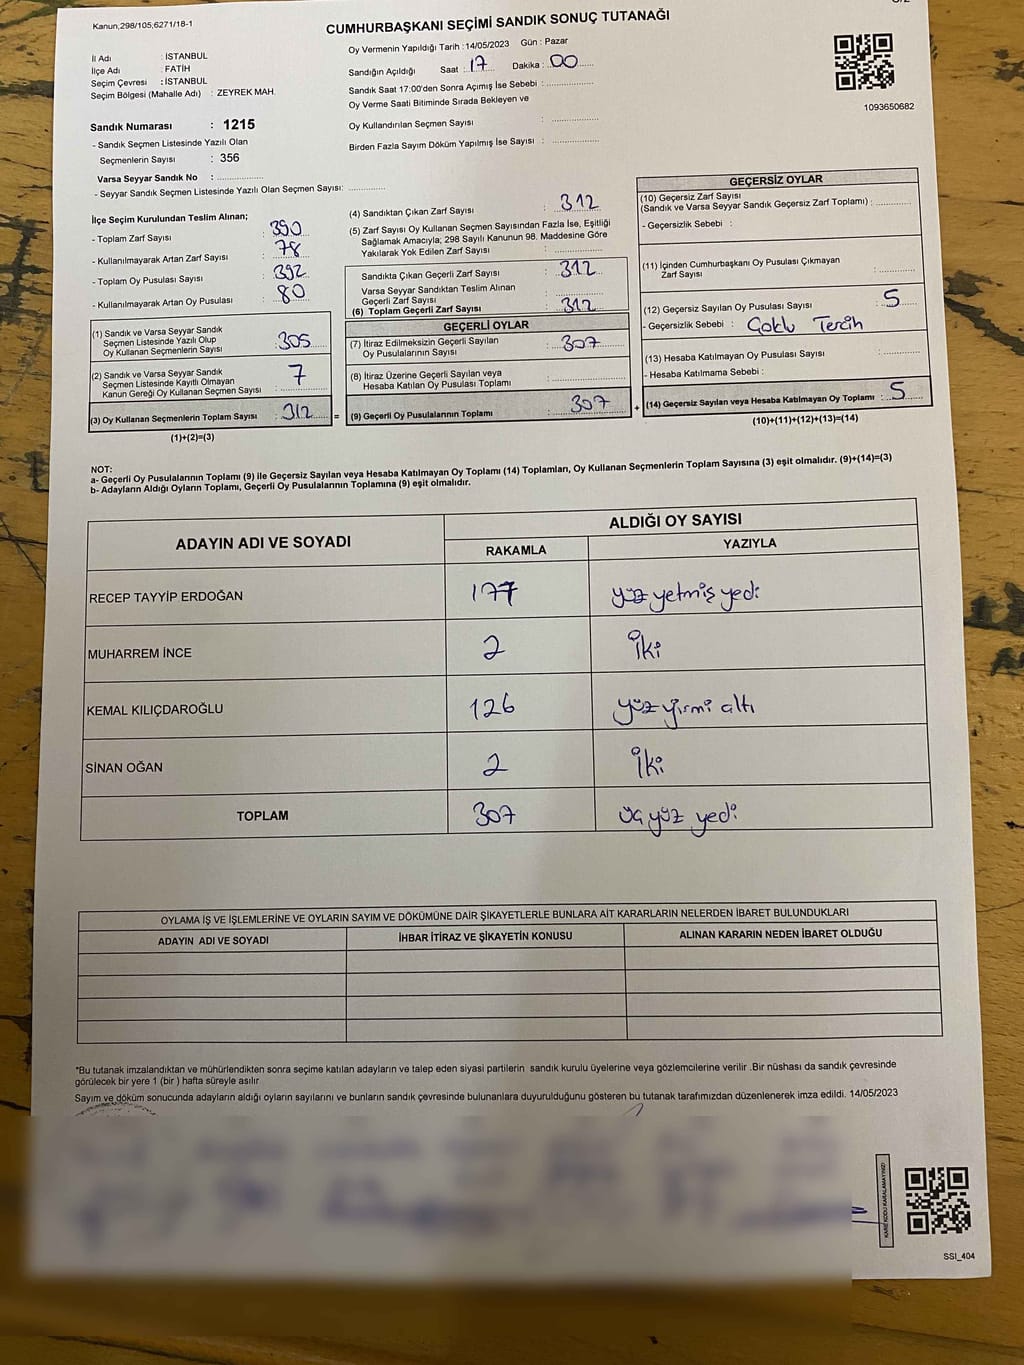 Kanun,298/105,6271/18-1
CUMHURBAŞKANI SEÇİMİ SANDIK SONUÇ TUTANAĞI
İl Adı : İSTANBUL
İlçe Adı : FATİH
Seçim Çevresi : İSTANBUL
Seçim Bölgesi (Mahalle Adı) : ZEYREK MAH.
Sandık Numarası : 1215
- Sandık Seçmen Listesinde Yazılı Olan
Seçmenlerin Sayısı : 356
Varsa Seyyar Sandık No : ..................
- Seyyar Sandık Seçmen Listesinde Yazılı Olan Seçmen Sayısı: .............
Oy Vermenin Yapıldığı Tarih : 14/05/2023 Gün : Pazar
Sandığın Açıldığı Saat : 17 Dakika : 00
Sandık Saat 17:00'den Sonra Açımış İse Sebebi : ................
Oy Verme Saati Bitiminde Sırada Bekleyen ve
Oy Kullandırılan Seçmen Sayısı : ................
Birden Fazla Sayım Döküm Yapılmış İse Sayısı : ................
1093650682
İlçe Seçim Kurulundan Teslim Alınan;
- Toplam Zarf Sayısı : 390
- Kullanılmayarak Artan Zarf Sayısı : 78
- Toplam Oy Pusulası Sayısı : 392
- Kullanılmayarak Artan Oy Pusulası : 80
(1) Sandık ve Varsa Seyyar Sandık
Seçmen Listesinde Yazılı Olup
Oy Kullanan Seçmenlerin Sayısı : 305
(2) Sandık ve Varsa Seyyar Sandık
Seçmen Listesinde Kayıtlı Olmayan
Kanun Gereği Oy Kullanan Seçmen Sayısı : 7
(3) Oy Kullanan Seçmenlerin Toplam Sayısı : 312 =
(1)+(2)=(3)
(4) Sandıktan Çıkan Zarf Sayısı : 312
(5) Zarf Sayısı Oy Kullanan Seçmen Sayısından Fazla İse, Eşitliği
Sağlamak Amacıyla; 298 Sayılı Kanunun 98. Maddesine Göre
Yakılarak Yok Edilen Zarf Sayısı : ................
Sandıkta Çıkan Geçerli Zarf Sayısı : 312
Varsa Seyyar Sandıktan Teslim Alınan
Geçerli Zarf Sayısı : ................
(6) Toplam Geçerli Zarf Sayısı : 312
GEÇERLİ OYLAR
(7) İtiraz Edilmeksizin Geçerli Sayılan
Oy Pusulalarının Sayısı : 307
(8) İtiraz Üzerine Geçerli Sayılan veya
Hesaba Katılan Oy Pusulası Toplamı : ................
(9) Geçerli Oy Pusulalarının Toplamı : 307 +
GEÇERSİZ OYLAR
(10) Geçersiz Zarf Sayısı
(Sandık ve Varsa Seyyar Sandık Geçersiz Zarf Toplamı) : .............
- Geçersizlik Sebebi :
(11) İçinden Cumhurbaşkanı Oy Pusulası Çıkmayan
Zarf Sayısı : .............
(12) Geçersiz Sayılan Oy Pusulası Sayısı : 5
- Geçersizlik Sebebi : Çoklu Tercih
(13) Hesaba Katılmayan Oy Pusulası Sayısı : .............
- Hesaba Katılmama Sebebi :
(14) Geçersiz Sayılan veya Hesaba Katılmayan Oy Toplamı : 5
(10)+(11)+(12)+(13)=(14)
NOT:
a- Geçerli Oy Pusulalarının Toplamı (9) ile Geçersiz Sayılan veya Hesaba Katılmayan Oy Toplamı (14) Toplamları, Oy Kullanan Seçmenlerin Toplam Sayısına (3) eşit olmalıdır. (9)+(14)=(3)
b- Adayların Aldığı Oyların Toplamı, Geçerli Oy Pusulalarının Toplamına (9) eşit olmalıdır.
ADAYIN ADI VE SOYADI ALDIĞI OY SAYISI
RAKAMLA YAZIYLA
RECEP TAYYİP ERDOĞAN 177 yüz yetmiş yedi
MUHARREM İNCE 2 iki
KEMAL KILIÇDAROĞLU 126 yüz yirmi altı
SİNAN OĞAN 2 iki
TOPLAM 307 üç yüz yedi
OYLAMA İŞ VE İŞLEMLERİNE VE OYLARIN SAYIM VE DÖKÜMÜNE DAİR ŞİKAYETLERLE BUNLARA AİT KARARLARIN NELERDEN İBARET BULUNDUKLARI
ADAYIN ADI VE SOYADI İHBAR İTİRAZ VE ŞİKAYETİN KONUSU ALINAN KARARIN NEDEN İBARET OLDUĞU
*Bu tutanak imzalandıktan ve mühürlendikten sonra seçime katılan adayların ve talep eden siyasi partilerin sandık kurulu üyelerine veya gözlemcilerine verilir .Bir nüshası da sandık çevresinde
görülecek bir yere 1 (bir ) hafta süreyle asılır
Sayım ve döküm sonucunda adayların aldığı oyların sayılarını ve bunların sandık çevresinde bulunanlara duyurulduğunu gösteren bu tutanak tarafımızdan düzenlenerek imza edildi. 14/05/2023
KARE KODU KARALAMAYINIZ!
SSI_404